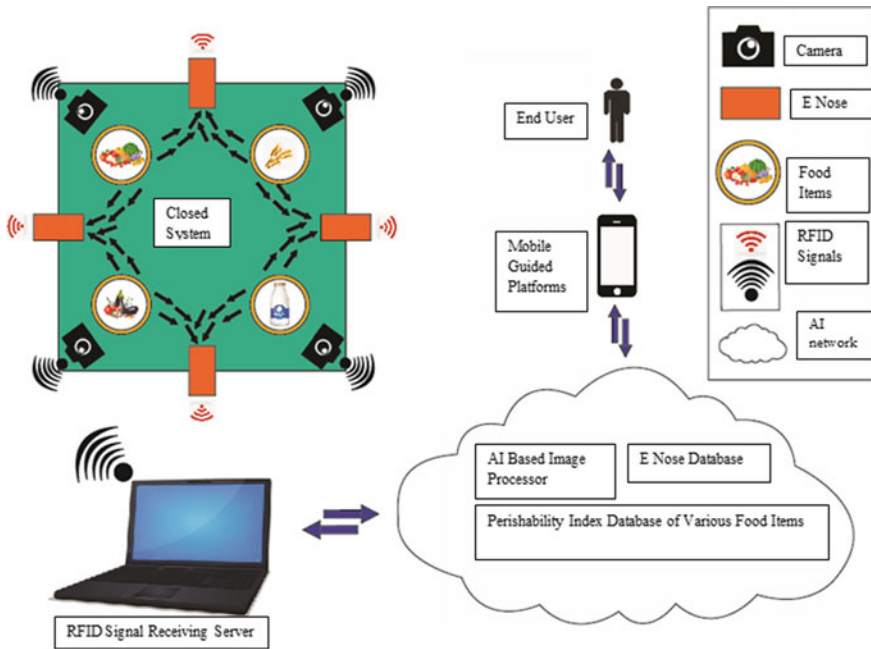 Closed
System
RFID Signal Receiving Server
End User
Mobile
Guided
Platforms
AI Based Image
Processor
E Nose Database
Perishability Index Database of Various Food Items
Camera
E Nose
Food
Items
RFID
Signals
AI
network